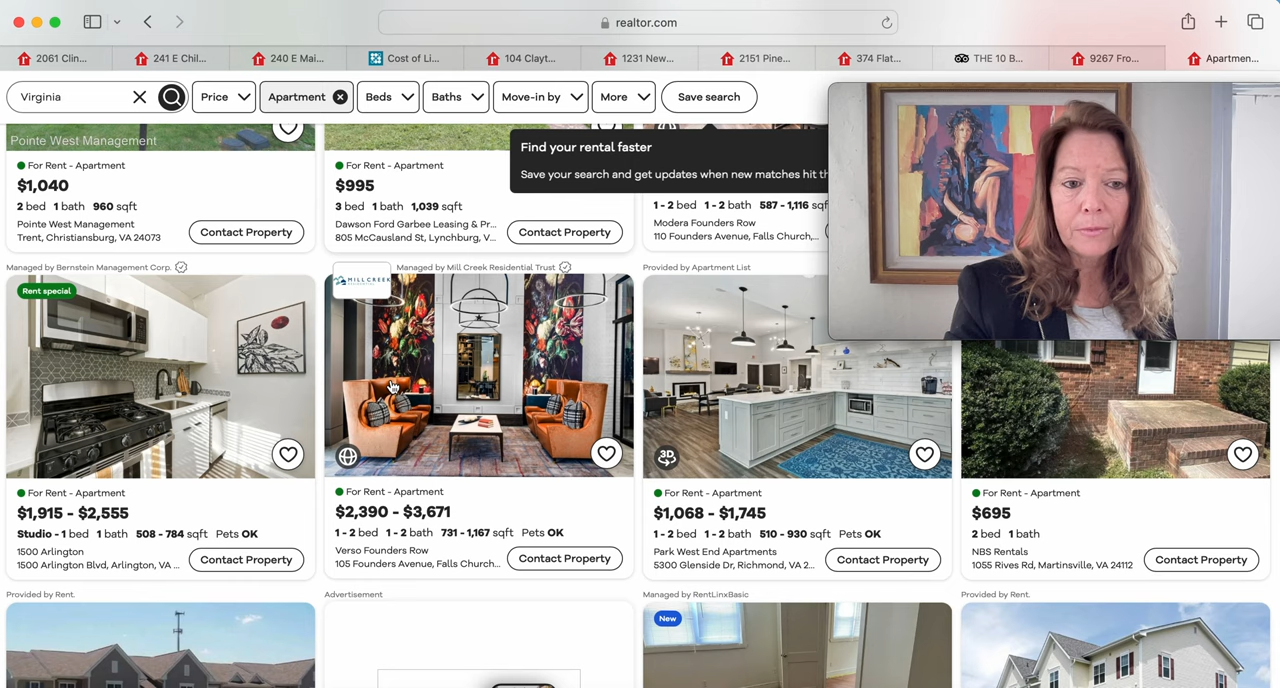 realtor.com
2061 Clin...
241 E Chil...
240 E Mai...
Cost of Li...
104 Clayt...
1231 New...
2151 Pine...
374 Flat...
THE 10 B...
9267 Fro...
Apartmen...
Virginia
Price
Apartment
Beds
Baths
Move-in by
More
Save search
Find your rental faster
Save your search and get updates when new matches hit th
Pointe West Management
For Rent - Apartment
$1,040
2 bed 1 bath 960 sqft
Pointe West Management
Trent, Christiansburg, VA 24073
Contact Property
For Rent - Apartment
$995
3 bed 1 bath 1,039 sqft
Dawson Ford Garbee Leasing & Pr...
805 McCausland St, Lynchburg, V...
Contact Property
1 - 2 bed 1 - 2 bath 587 - 1,116 sqf
Modera Founders Row
110 Founders Avenue, Falls Church,...
Managed by Bernstein Management Corp.
Rent special
For Rent - Apartment
$1,915 - $2,555
Studio - 1 bed 1 bath 508 - 784 sqft Pets OK
1500 Arlington
1500 Arlington Blvd, Arlington, VA ...
Contact Property
Managed by Mill Creek Residential Trust
MILL CREEK
RESIDENTIAL
For Rent - Apartment
$2,390 - $3,671
1 - 2 bed 1 - 2 bath 731 - 1,167 sqft Pets OK
Verso Founders Row
105 Founders Avenue, Falls Church...
Contact Property
Provided by Apartment List
3D
For Rent - Apartment
$1,068 - $1,745
1 - 2 bed 1 - 2 bath 510 - 930 sqft Pets OK
Park West End Apartments
5300 Glenside Dr, Richmond, VA 2...
Contact Property
For Rent - Apartment
$695
2 bed 1 bath
NBS Rentals
1055 Rives Rd, Martinsville, VA 24112
Contact Property
Provided by Rent.
Advertisement
Managed by RentLinxBasic
New
Provided by Rent.